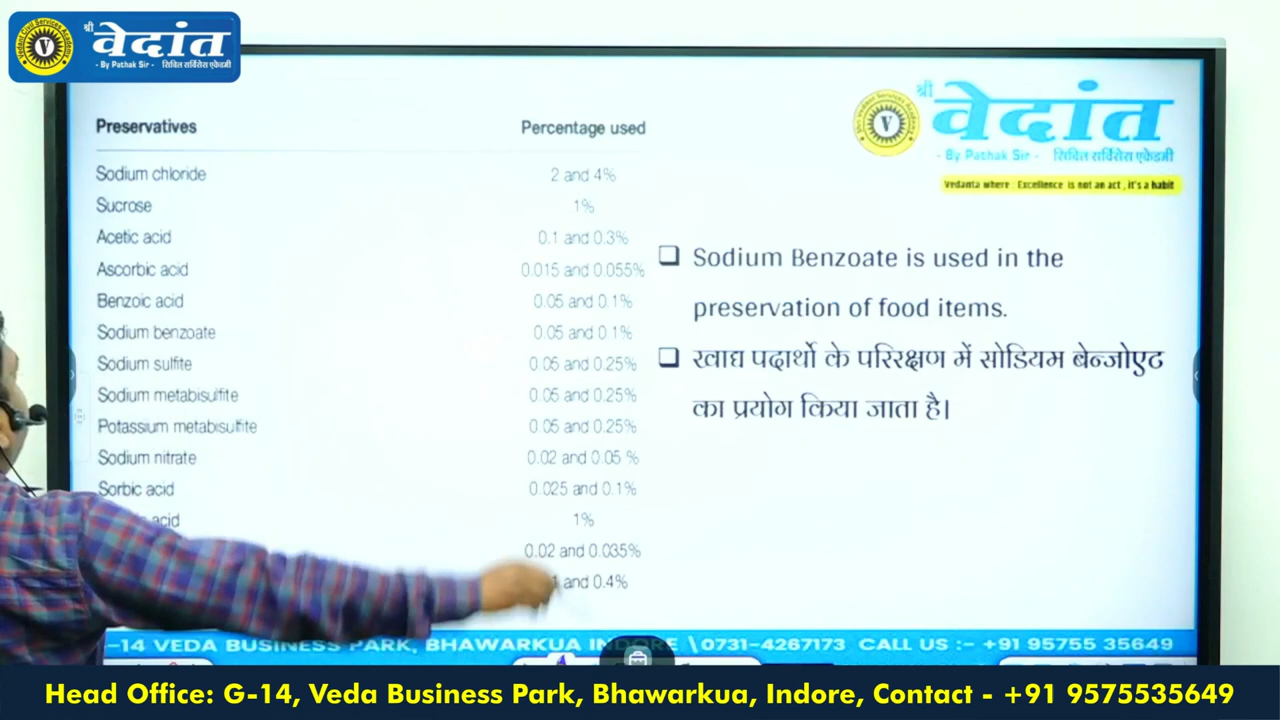 श्री
वेदांत
- By Pathak Sir - सिविल सर्विसेस एकेडमी
V
Preservatives Percentage used
Sodium chloride 2 and 4%
Sucrose 1%
Acetic acid 0.1 and 0.3%
Ascorbic acid 0.015 and 0.055%
Benzoic acid 0.05 and 0.1%
Sodium benzoate 0.05 and 0.1%
Sodium sulfite 0.05 and 0.25%
Sodium metabisulfite 0.05 and 0.25%
Potassium metabisulfite 0.05 and 0.25%
Sodium nitrate 0.02 and 0.05 %
Sorbic acid 0.025 and 0.1%
acid 1%
0.02 and 0.035%
and 0.4%
श्री
वेदांत
V
- By Pathak Sir - सिविल सर्विसेस एकेडमी
Vedanta where : Excellence is not an act , it's a habit
❑ Sodium Benzoate is used in the
preservation of food items.
❑ खाद्य पदार्थो के परिरक्षण में सोडियम बेन्जोएट
का प्रयोग किया जाता है।
-14 VEDA BUSINESS PARK, BHAWARKUA INDORE \0731-4267173 CALL US :- +91 95755 35649
Head Office: G-14, Veda Business Park, Bhawarkua, Indore, Contact - +91 9575535649